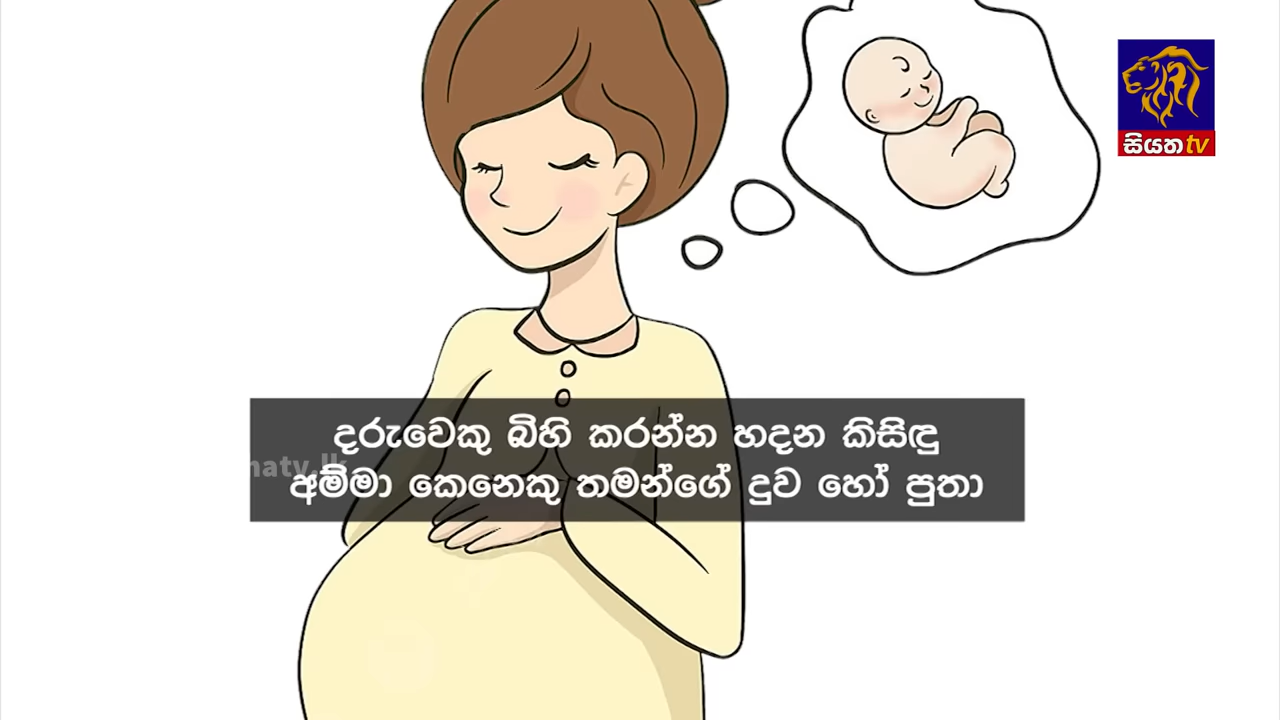 සියත tv
දරුවෙකු බිහි කරන්න හදන කිසිඳු
අම්මා කෙනෙකු තමන්ගේ දුව හෝ පුතා